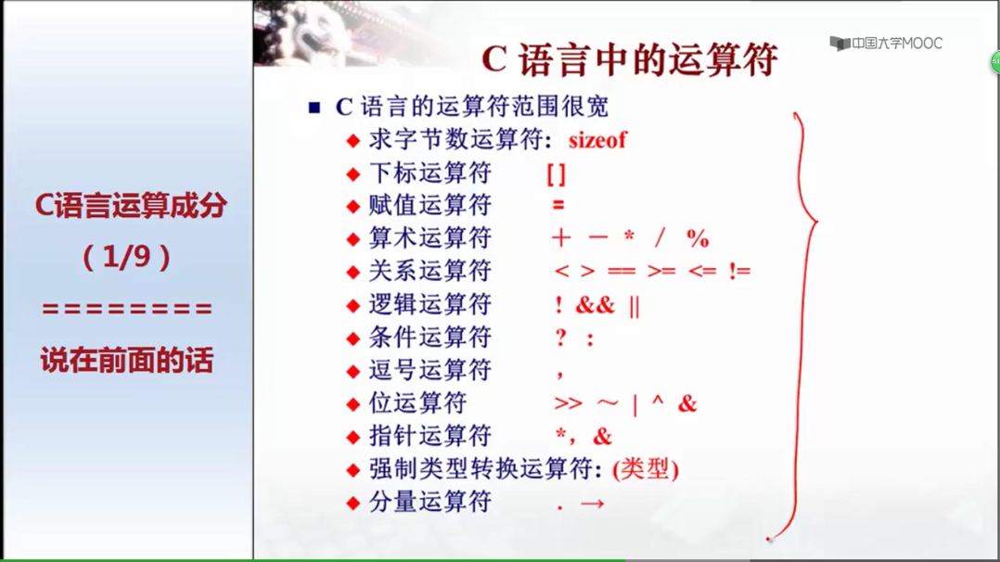 C语言运算成分
（1/9）
========
说在前面的话
中国大学MOOC
C 语言中的运算符
■ C 语言的运算符范围很宽
◆ 求字节数运算符：sizeof
◆ 下标运算符 [ ]
◆ 赋值运算符 =
◆ 算术运算符 ＋ － * / %
◆ 关系运算符 < > == >= <= !=
◆ 逻辑运算符 ! && ||
◆ 条件运算符 ? :
◆ 逗号运算符 ，
◆ 位运算符 >> ～ | ^ &
◆ 指针运算符 *，&
◆ 强制类型转换运算符：(类型)
◆ 分量运算符 . →